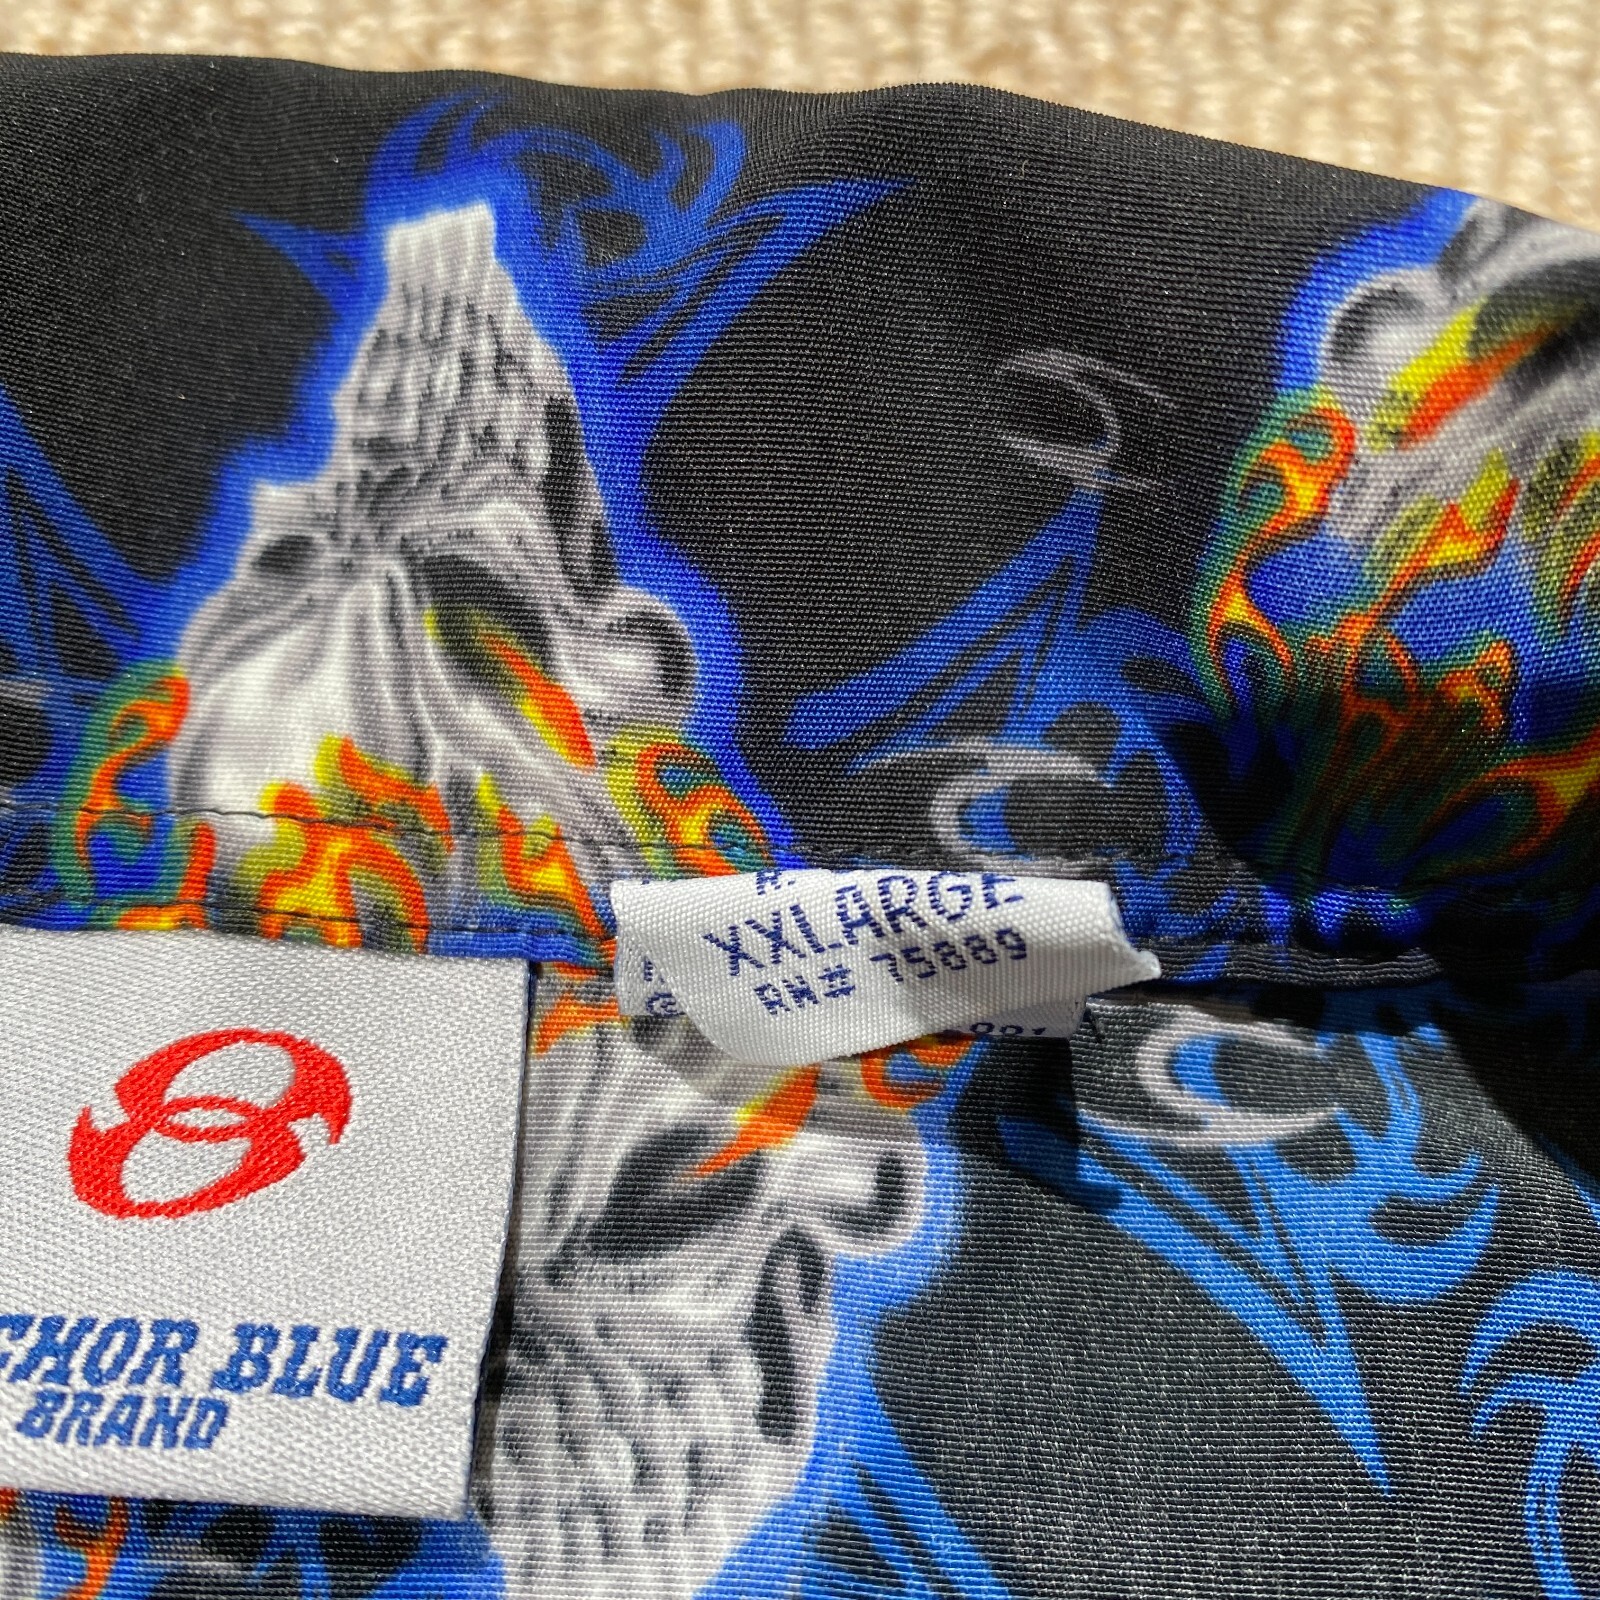 XXLARGE
RN# 75889
CHOR BLUE
BRAND